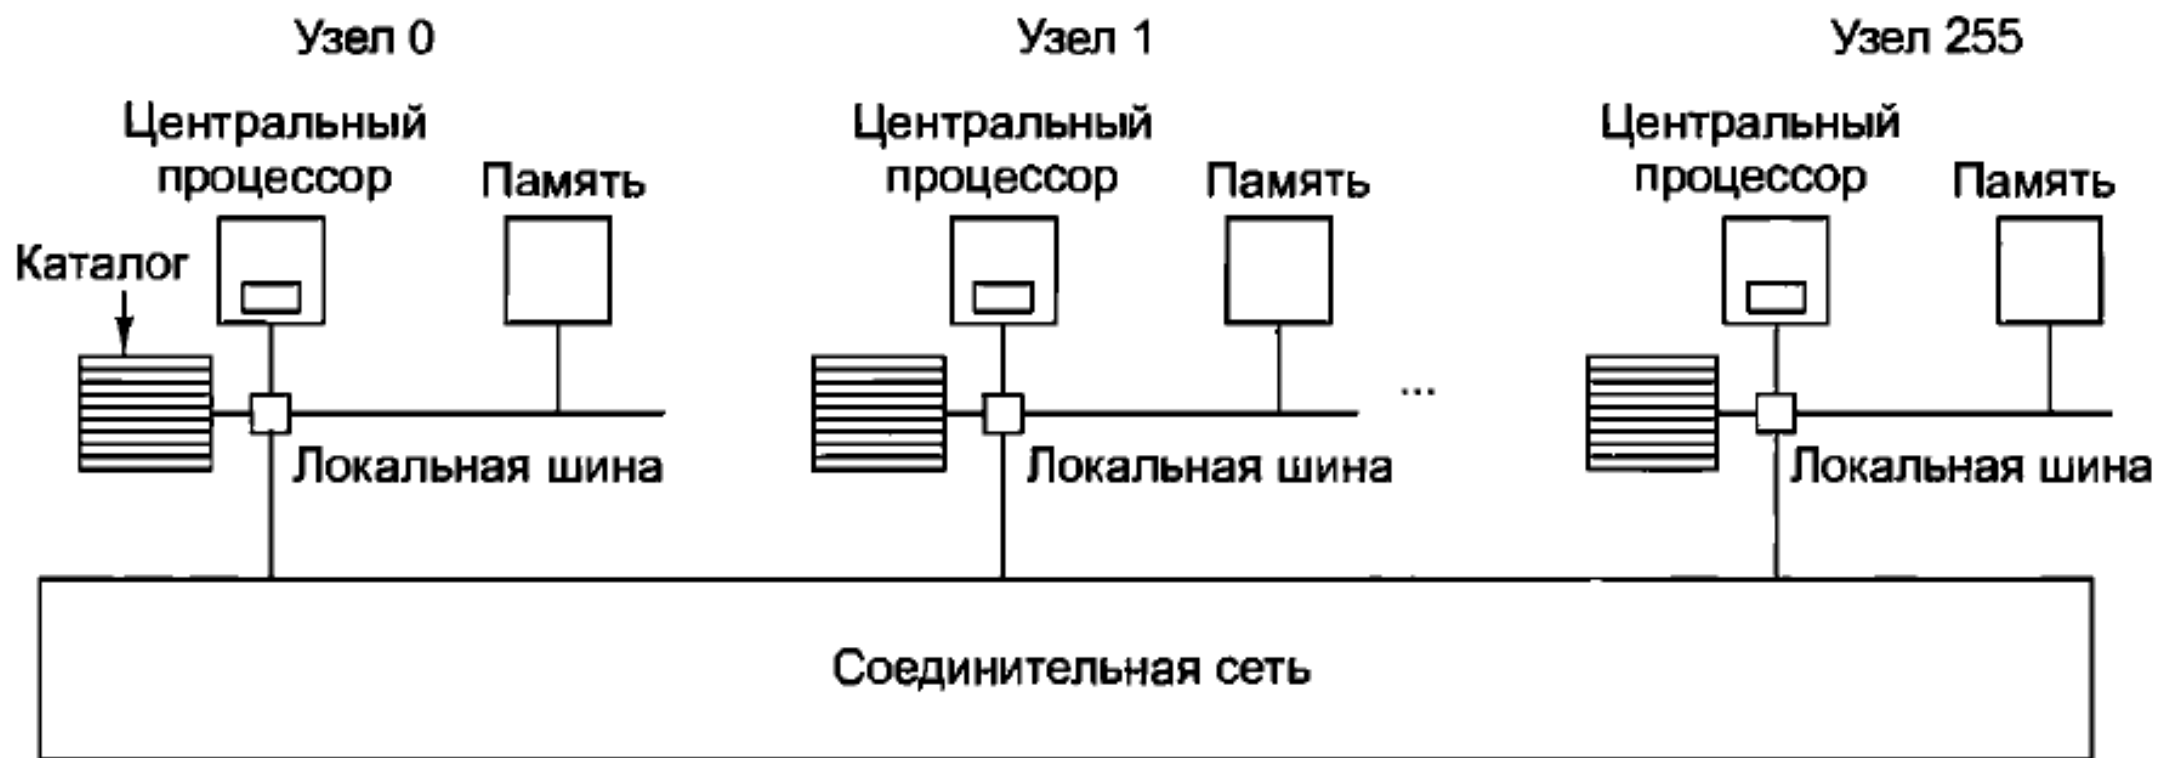 Узел 0
Узел 1
Узел 255
Центральный
процессор
Память
Центральный
процессор
Память
Центральный
процессор
Память
Каталог
...
Локальная шина
Локальная шина
Локальная шина
Соединительная сеть